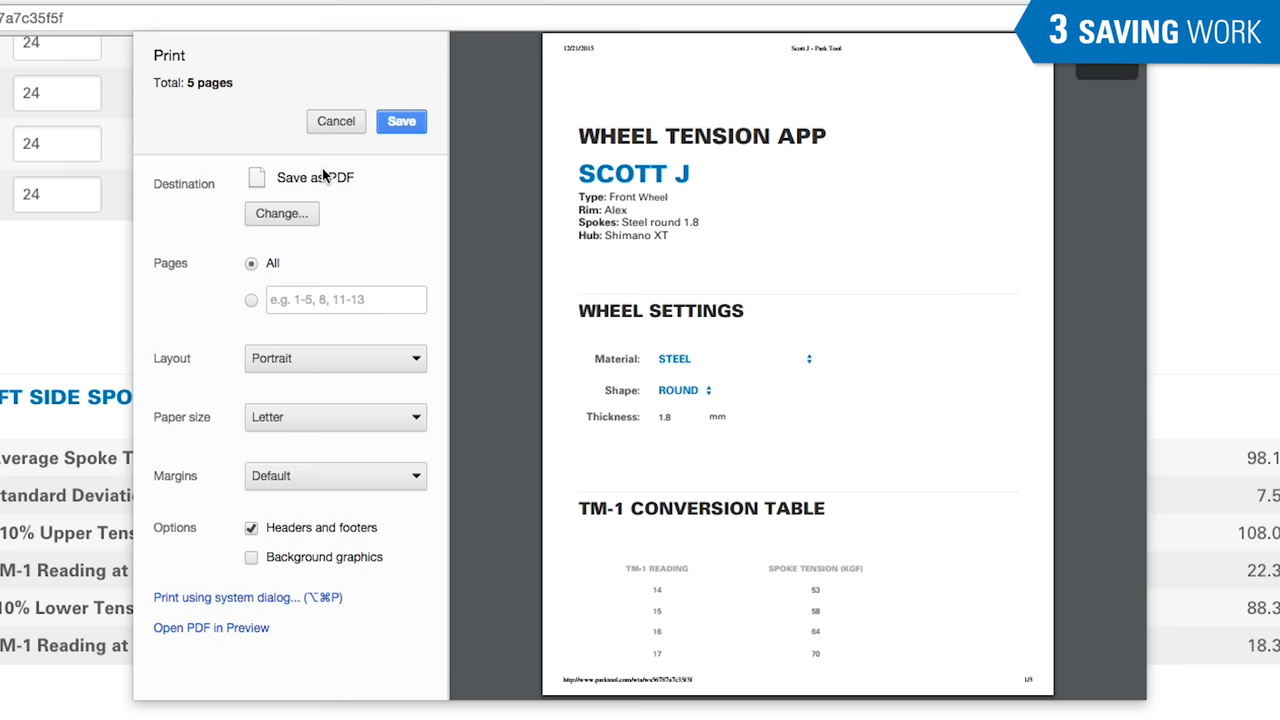 7a7c35f5f
3 SAVING WORK
24
24
24
24
FT SIDE SPO
verage Spoke T
tandard Deviati
10% Upper Tens
M-1 Reading at
10% Lower Tens
M-1 Reading at
98.1
7.5
108.0
22.3
88.3
18.3
Print
Total: 5 pages
Cancel
Save
Destination
Save as PDF
Change...
Pages
All
e.g. 1-5, 8, 11-13
Layout
Portrait
Paper size
Letter
Margins
Default
Options
Headers and footers
Background graphics
Print using system dialog... (⌥⌘P)
Open PDF in Preview
12/21/2015
Scott J - Park Tool
WHEEL TENSION APP
SCOTT J
Type: Front Wheel
Rim: Alex
Spokes: Steel round 1.8
Hub: Shimano XT
WHEEL SETTINGS
Material: STEEL
Shape: ROUND
Thickness: 1.8 mm
TM-1 CONVERSION TABLE
TM-1 READING SPOKE TENSION (KGF)
14 53
15 58
16 64
17 70
1/5